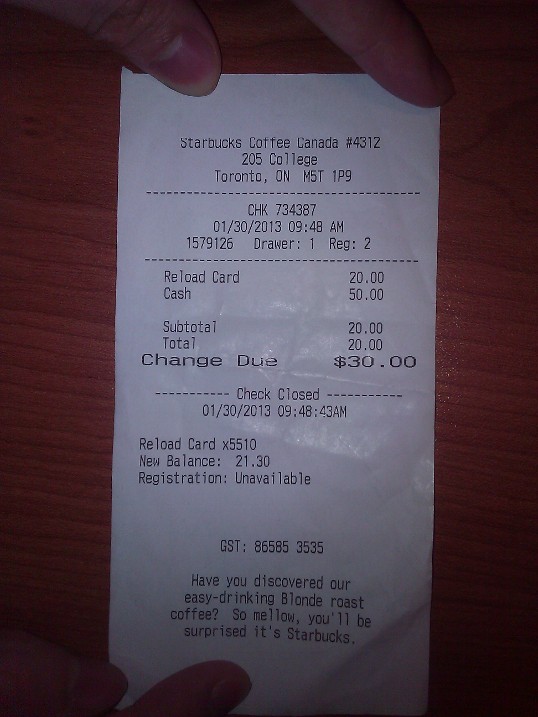 Starbucks Coffee Canada #4312
205 College
Toronto, ON M5T 1P9
--------------------------------
CHK 734387
01/30/2013 09:48 AM
1579126 Drawer: 1 Reg: 2
--------------------------------
Reload Card 20.00
Cash 50.00
Subtotal 20.00
Total 20.00
Change Due $30.00
----------- Check Closed -----------
01/30/2013 09:48:43AM
Reload Card x5510
New Balance: 21.30
Registration: Unavailable
GST: 86585 3535
Have you discovered our
easy-drinking Blonde roast
coffee? So mellow, you'll be
surprised it's Starbucks.